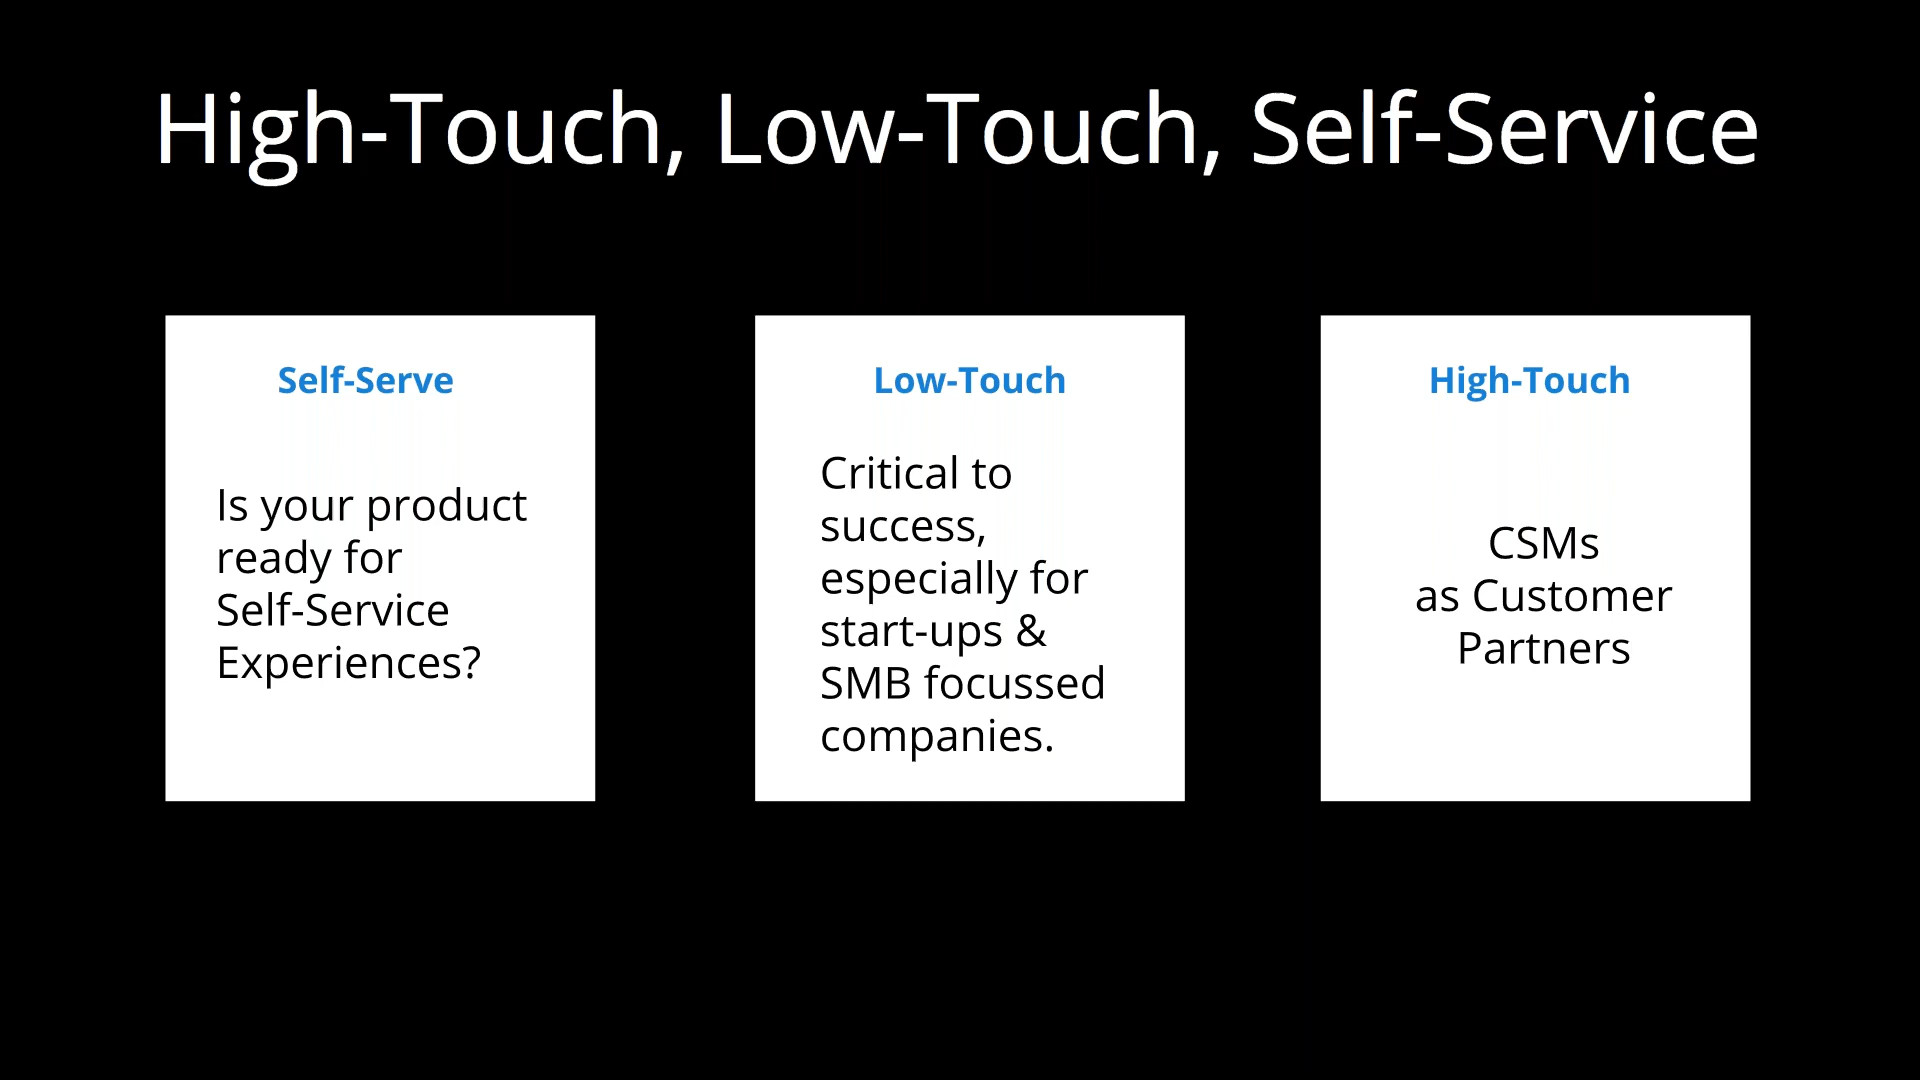 High-Touch, Low-Touch, Self-Service
Self-Serve
Is your product
ready for
Self-Service
Experiences?
Low-Touch
Critical to
success,
especially for
start-ups &
SMB focussed
companies.
High-Touch
CSMs
as Customer
Partners